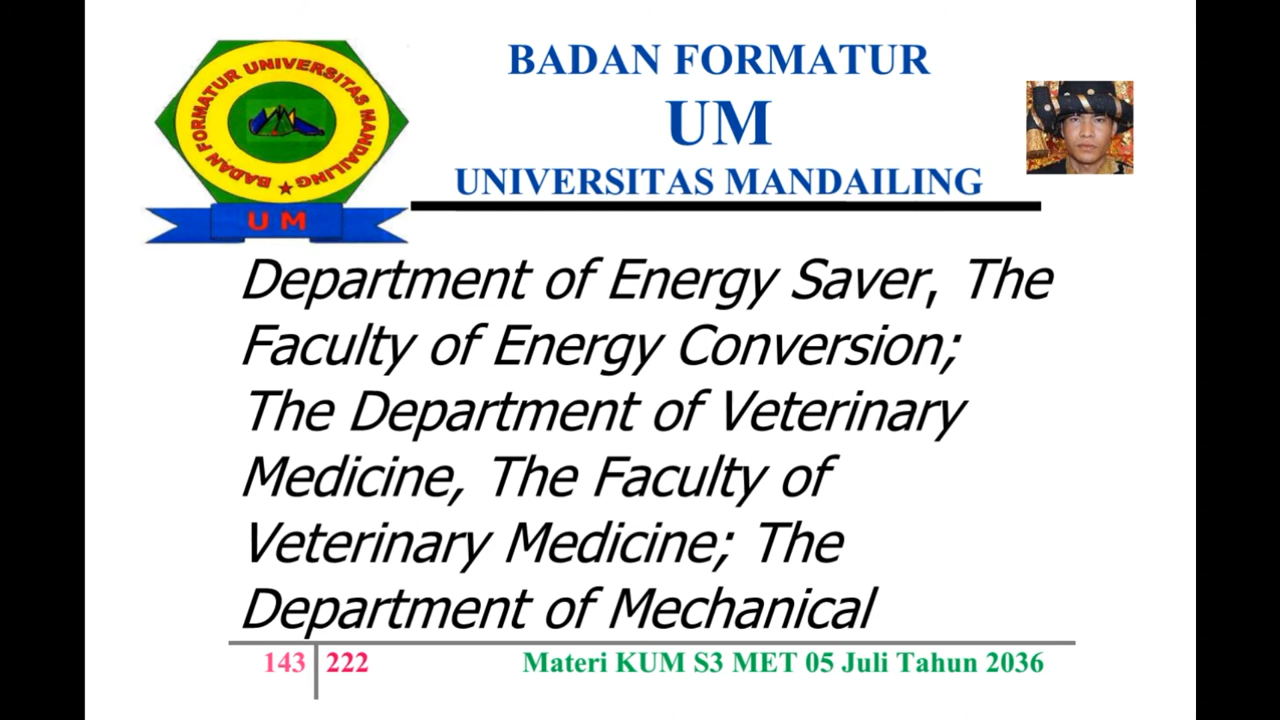 BADAN FORMATUR UNIVERSITAS MANDAILING
U M
BADAN FORMATUR
UM
UNIVERSITAS MANDAILING
Department of Energy Saver, The
Faculty of Energy Conversion;
The Department of Veterinary
Medicine, The Faculty of
Veterinary Medicine; The
Department of Mechanical
143 222 Materi KUM S3 MET 05 Juli Tahun 2036